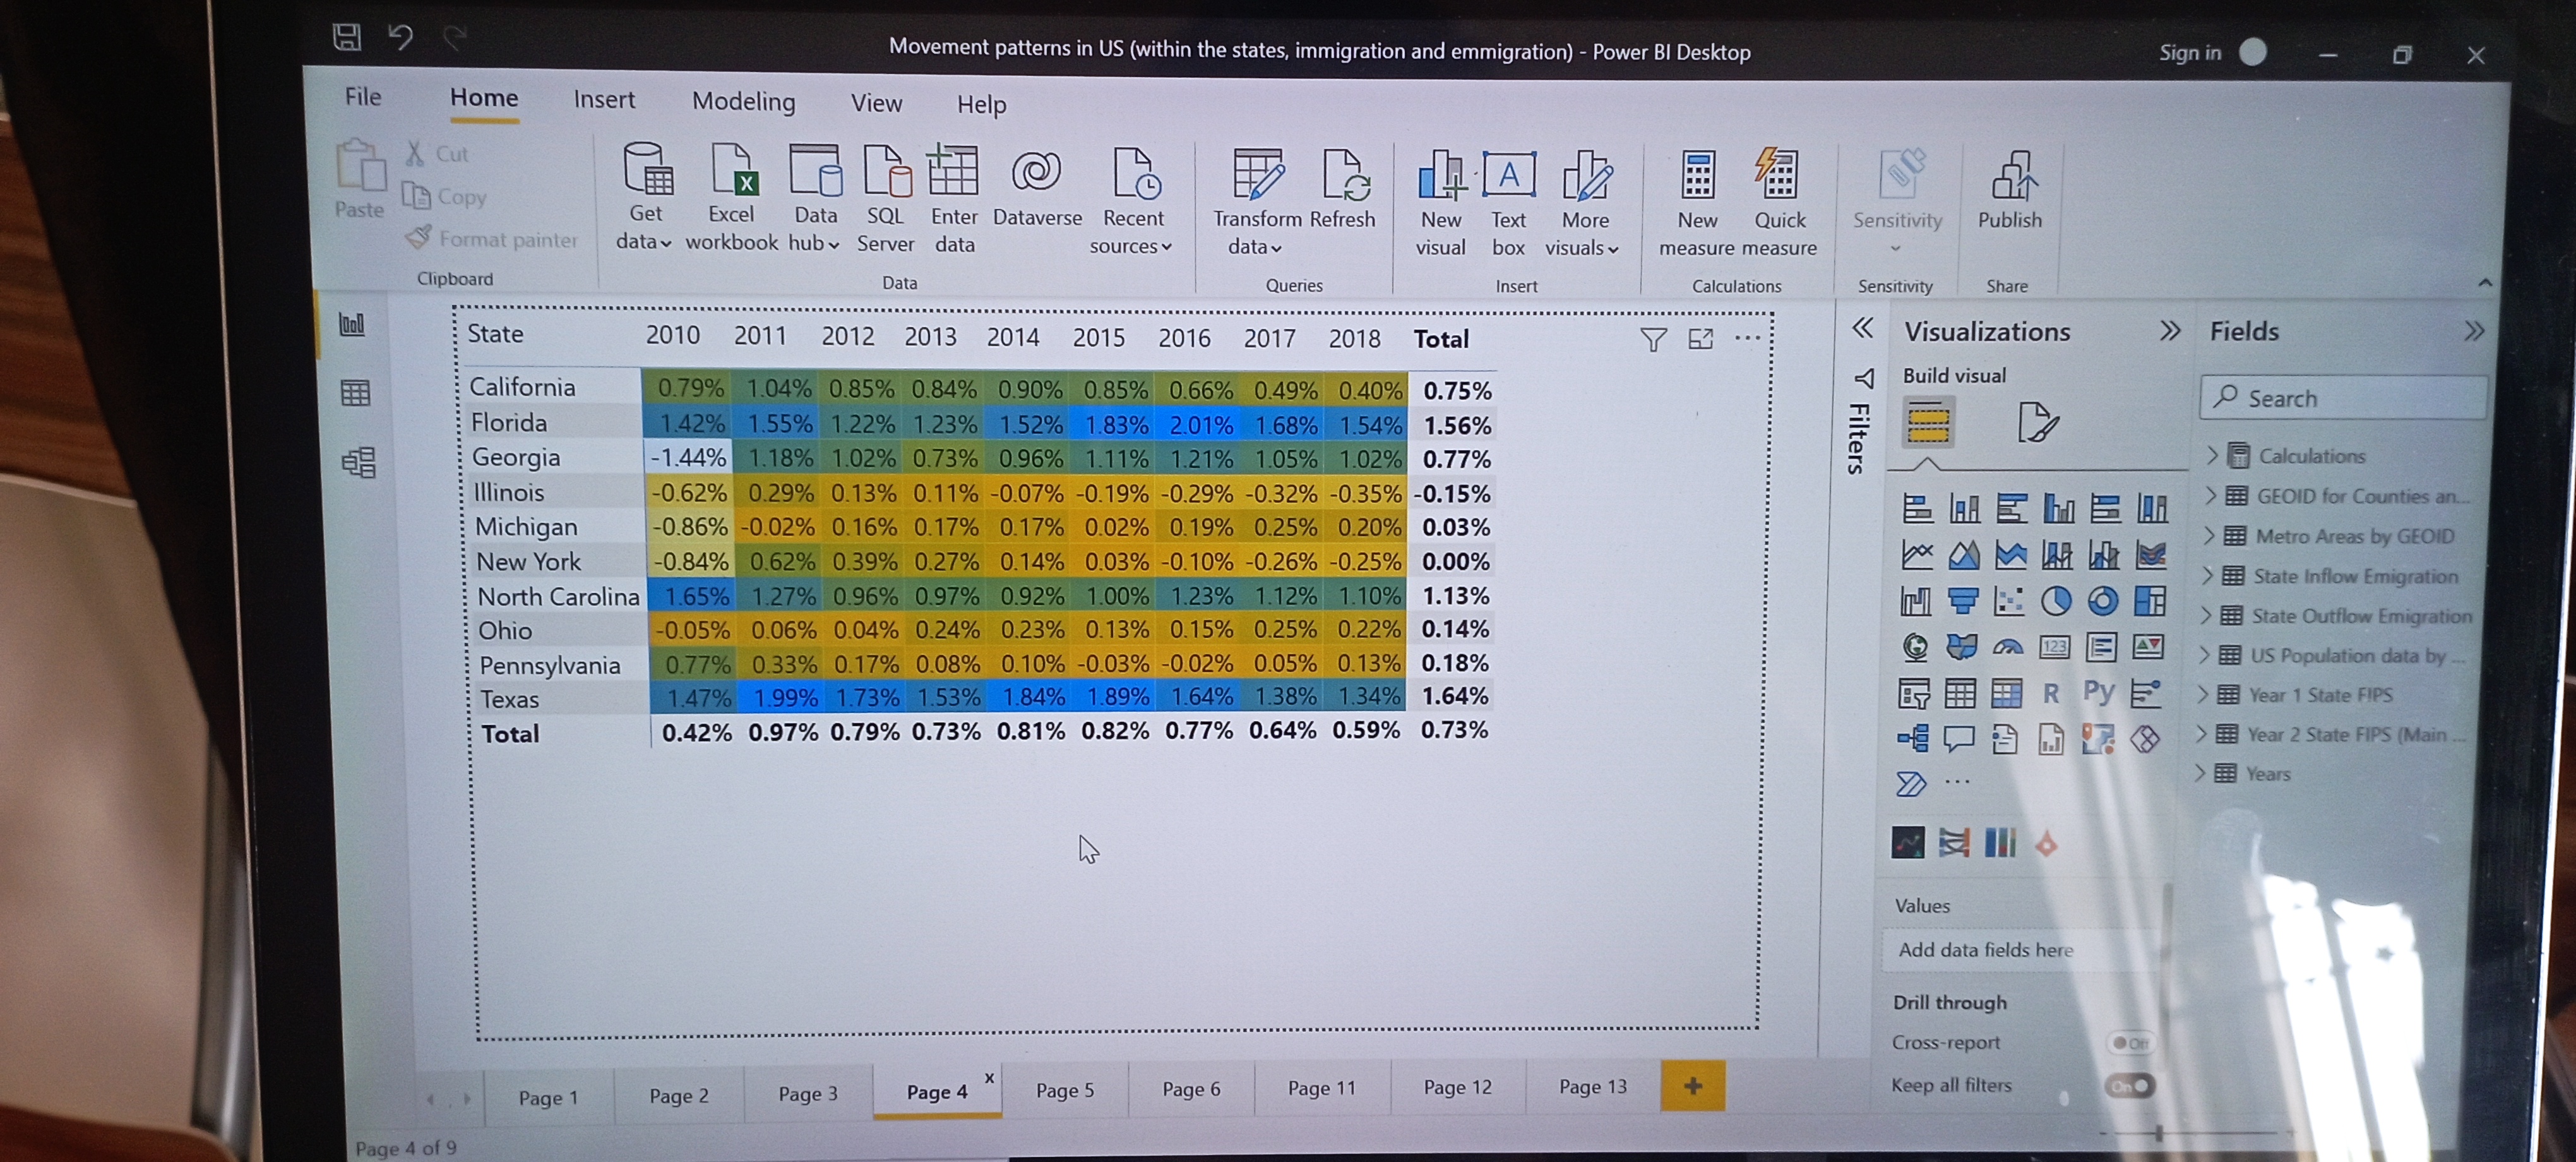 Movement patterns in US (within the states, immigration and emmigration) - Power BI Desktop
Sign in
File Home Insert Modeling View Help
Paste
Cut
Copy
Format painter
Clipboard
Get data
Excel workbook
Data hub
SQL Server
Enter data
Dataverse
Recent sources
Data
Transform data
Refresh
Queries
New visual
Text box
More visuals
Insert
New measure
Quick measure
Calculations
Sensitivity
Sensitivity
Publish
Share
State 2010 2011 2012 2013 2014 2015 2016 2017 2018 Total
California 0.79% 1.04% 0.85% 0.84% 0.90% 0.85% 0.66% 0.49% 0.40% 0.75%
Florida 1.42% 1.55% 1.22% 1.23% 1.52% 1.83% 2.01% 1.68% 1.54% 1.56%
Georgia -1.44% 1.18% 1.02% 0.73% 0.96% 1.11% 1.21% 1.05% 1.02% 0.77%
Illinois -0.62% 0.29% 0.13% 0.11% -0.07% -0.19% -0.29% -0.32% -0.35% -0.15%
Michigan -0.86% -0.02% 0.16% 0.17% 0.17% 0.02% 0.19% 0.25% 0.20% 0.03%
New York -0.84% 0.62% 0.39% 0.27% 0.14% 0.03% -0.10% -0.26% -0.25% 0.00%
North Carolina 1.65% 1.27% 0.96% 0.97% 0.92% 1.00% 1.23% 1.12% 1.10% 1.13%
Ohio -0.05% 0.06% 0.04% 0.24% 0.23% 0.13% 0.15% 0.25% 0.22% 0.14%
Pennsylvania 0.77% 0.33% 0.17% 0.08% 0.10% -0.03% -0.02% 0.05% 0.13% 0.18%
Texas 1.47% 1.99% 1.73% 1.53% 1.84% 1.89% 1.64% 1.38% 1.34% 1.64%
Total 0.42% 0.97% 0.79% 0.73% 0.81% 0.82% 0.77% 0.64% 0.59% 0.73%
Filters
Visualizations
Build visual
123
R Py
Values
Add data fields here
Drill through
Cross-report Off
Keep all filters On
Fields
Search
Calculations
GEOID for Counties an...
Metro Areas by GEOID
State Inflow Emigration
State Outflow Emigration
US Population data by ...
Year 1 State FIPS
Year 2 State FIPS (Main ...
Years
Page 1 Page 2 Page 3 Page 4 x Page 5 Page 6 Page 11 Page 12 Page 13 +
Page 4 of 9